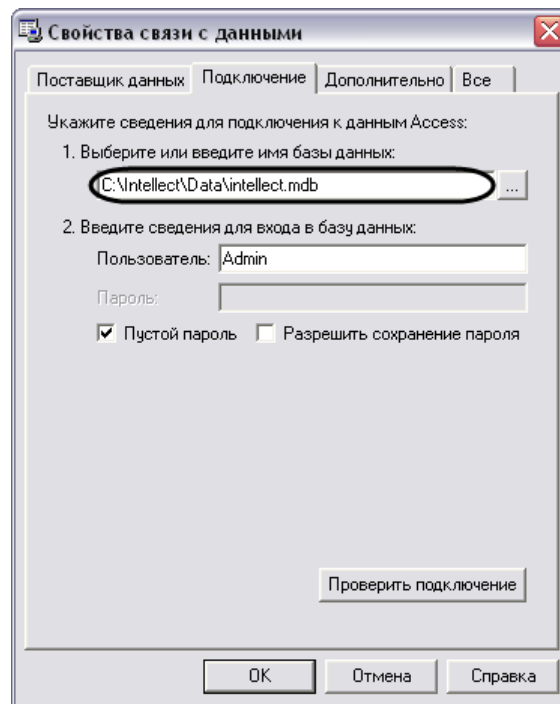 Свойства связи с данными
Поставщик данных Подключение Дополнительно Все
Укажите сведения для подключения к данным Access:
1. Выберите или введите имя базы данных:
C:\Intellect\Data\intellect.mdb ...
2. Введите сведения для входа в базу данных:
Пользователь: Admin
Пароль:
Пустой пароль Разрешить сохранение пароля
Проверить подключение
OK Отмена Справка